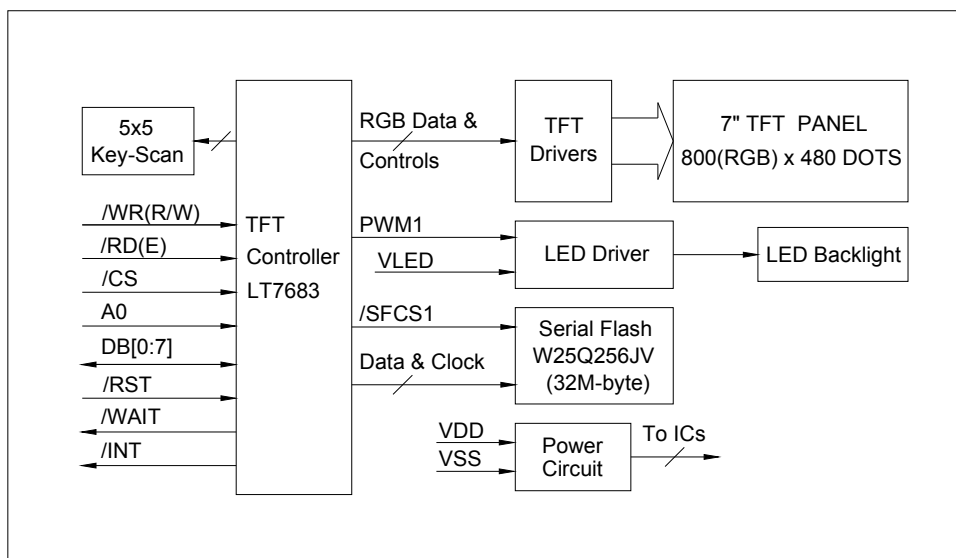 5x5
Key-Scan
/WR(R/W)
/RD(E)
/CS
A0
DB[0:7]
/RST
/WAIT
/INT
TFT
Controller
LT7683
RGB Data &
Controls
TFT
Drivers
7" TFT PANEL
800(RGB) x 480 DOTS
PWM1
VLED
LED Driver
LED Backlight
/SFCS1
Data & Clock
Serial Flash
W25Q256JV
(32M-byte)
VDD
VSS
Power
Circuit
To ICs